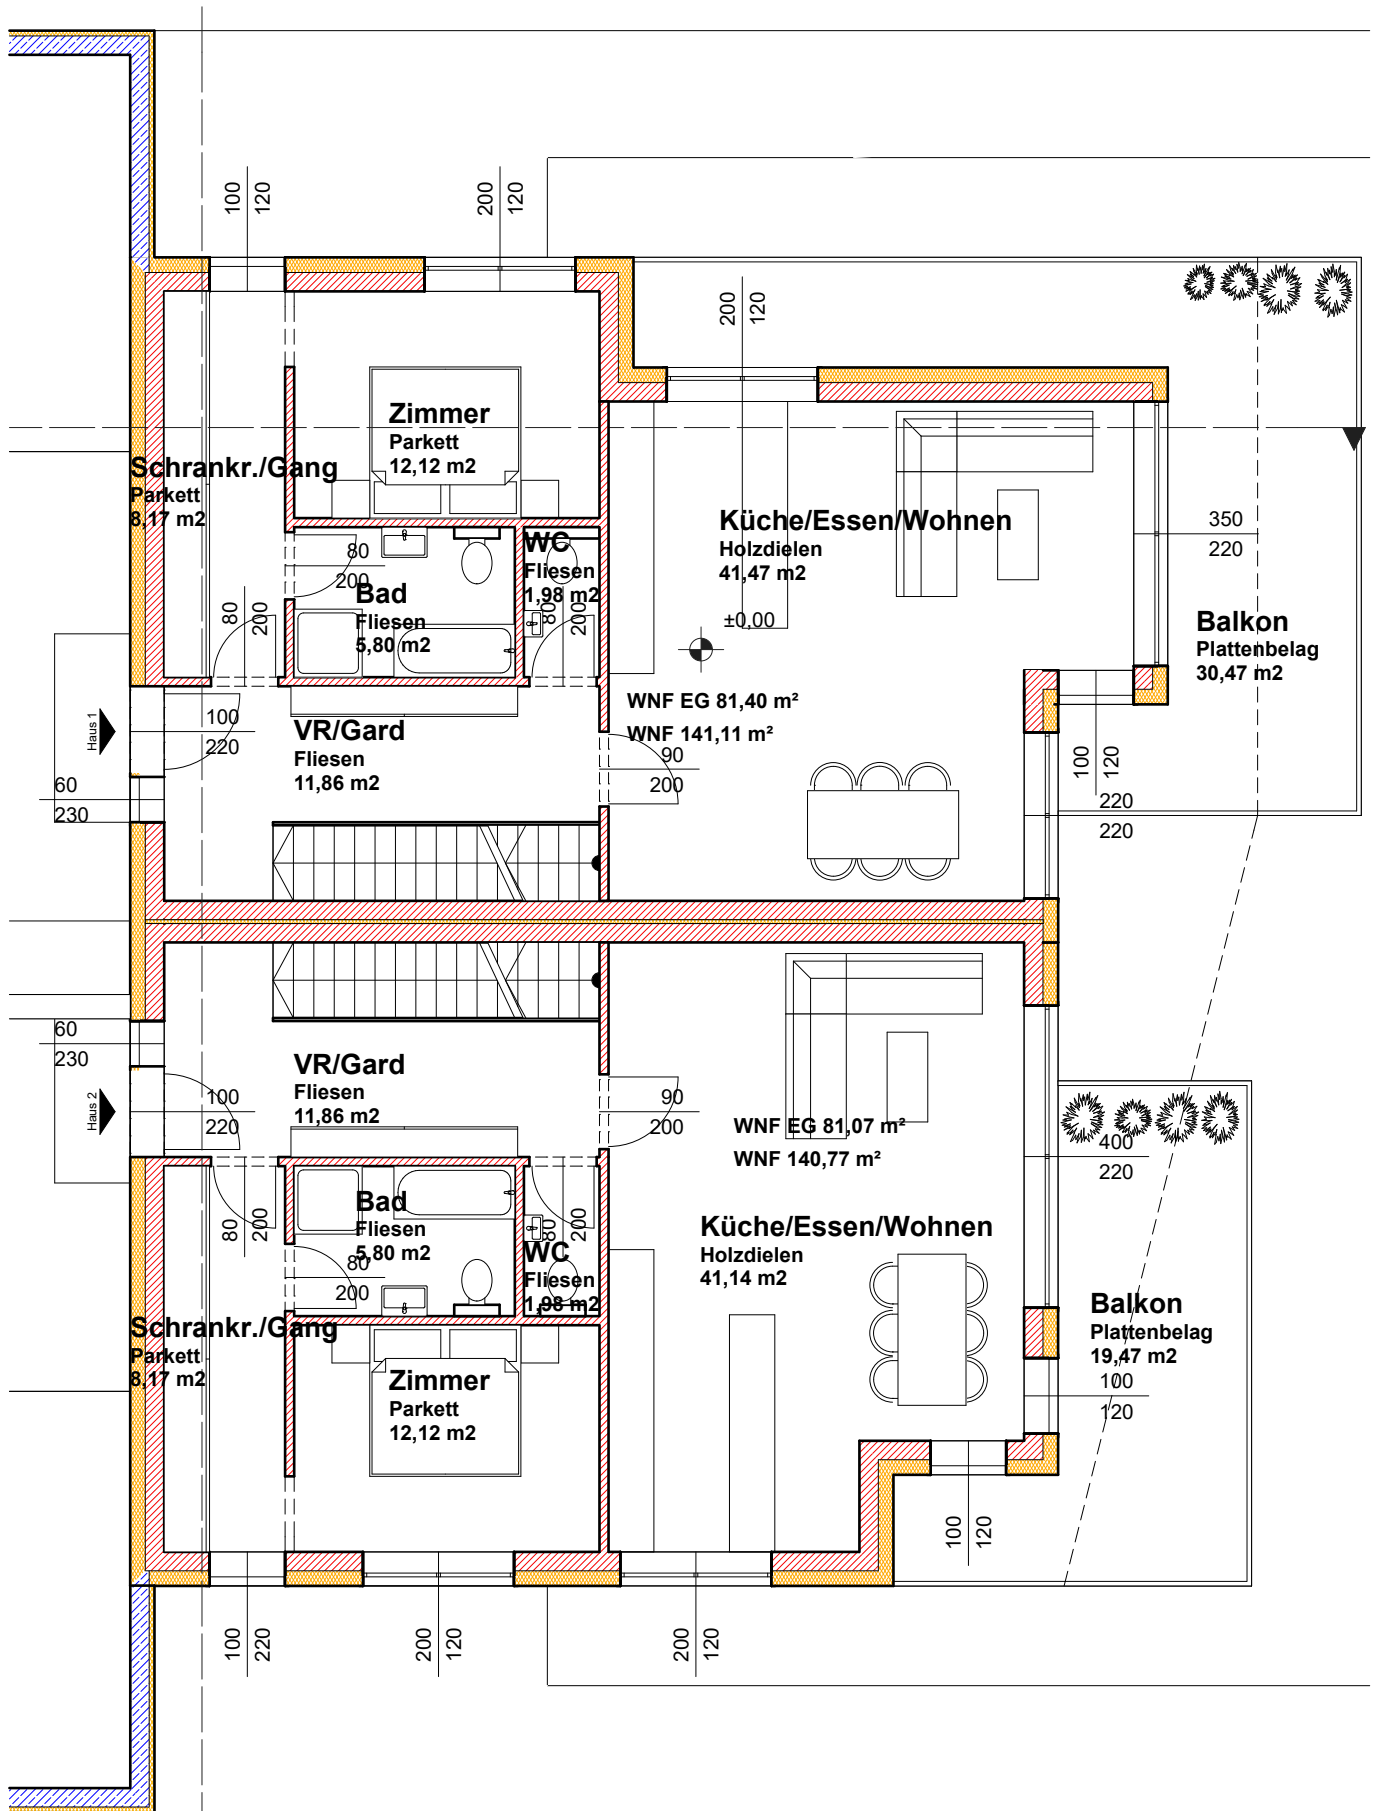 100
120
200
120
200
120
Zimmer
Parkett
12,12 m2
Schrankr./Gang
Parkett
8,17 m2
Küche/Essen/Wohnen
Holzdielen
41,47 m2
±0,00
350
220
WC
Fliesen
1,98 m2
80
200
80
200
Bad
Fliesen
5,80 m2
80
200
Balkon
Plattenbelag
30,47 m2
WNF EG 81,40 m²
WNF 141,11 m²
Haus 1
100
220
VR/Gard
Fliesen
11,86 m2
90
200
100
120
60
230
220
220
60
230
VR/Gard
Fliesen
11,86 m2
Haus 2
100
220
90
200
WNF EG 81,07 m²
WNF 140,77 m²
400
220
80
200
Bad
Fliesen
5,80 m2
80
200
80
200
WC
Fliesen
1,98 m2
Küche/Essen/Wohnen
Holzdielen
41,14 m2
Balkon
Plattenbelag
19,47 m2
100
120
Schrankr./Gang
Parkett
8,17 m2
Zimmer
Parkett
12,12 m2
100
120
100
220
200
120
200
120